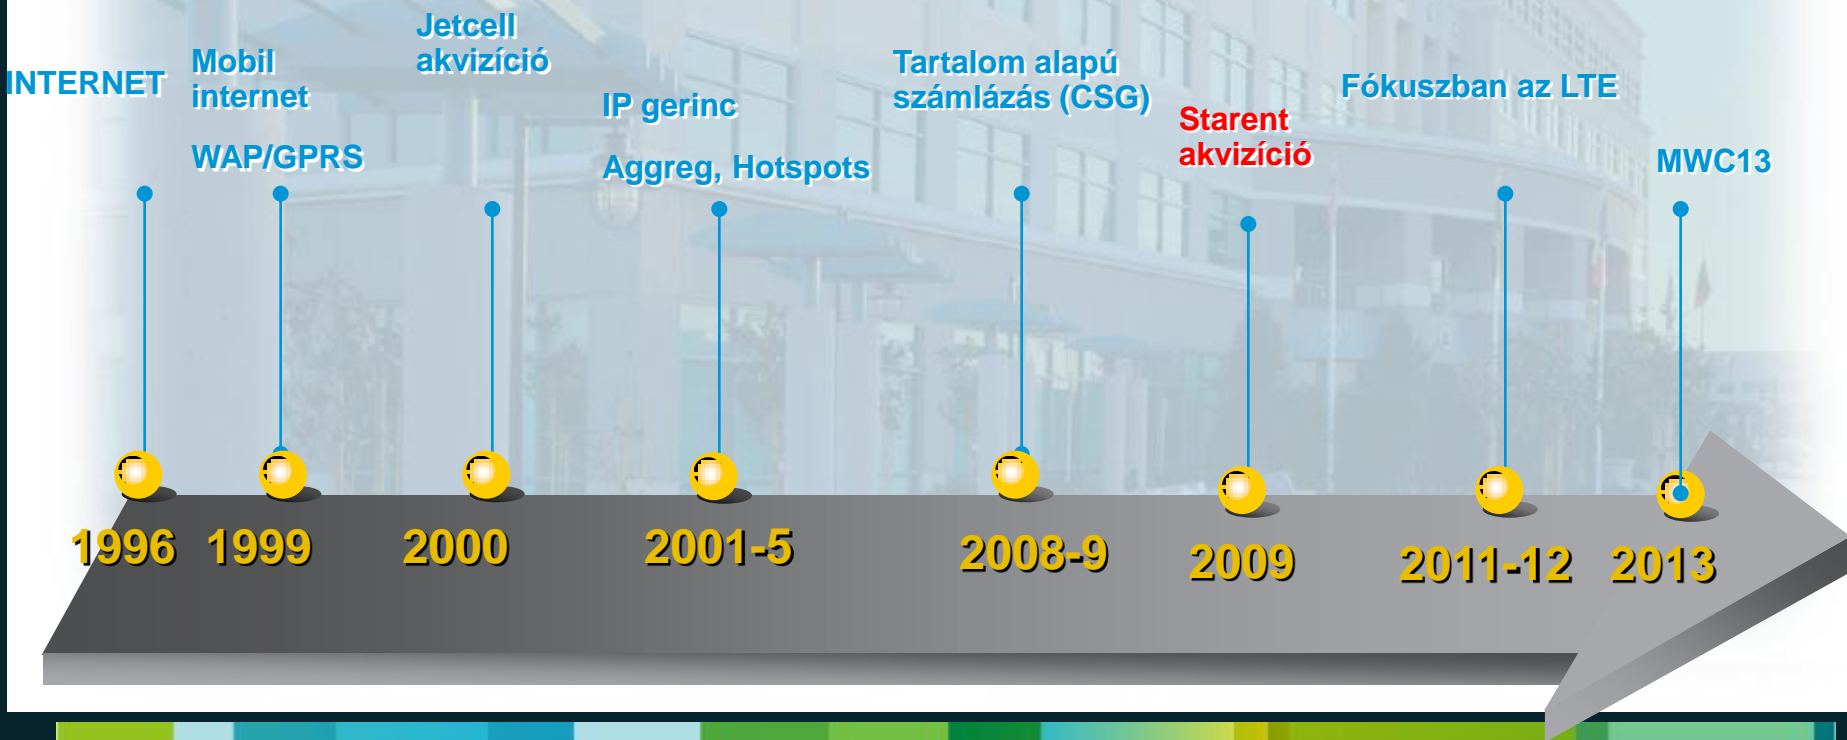 INTERNET
Mobil
internet
WAP/GPRS
Jetcell
akvizíció
IP gerinc
Aggreg, Hotspots
Tartalom alapú
számlázás (CSG)
Starent
akvizíció
Fókuszban az LTE
MWC13
1996
1999
2000
2001-5
2008-9
2009
2011-12
2013